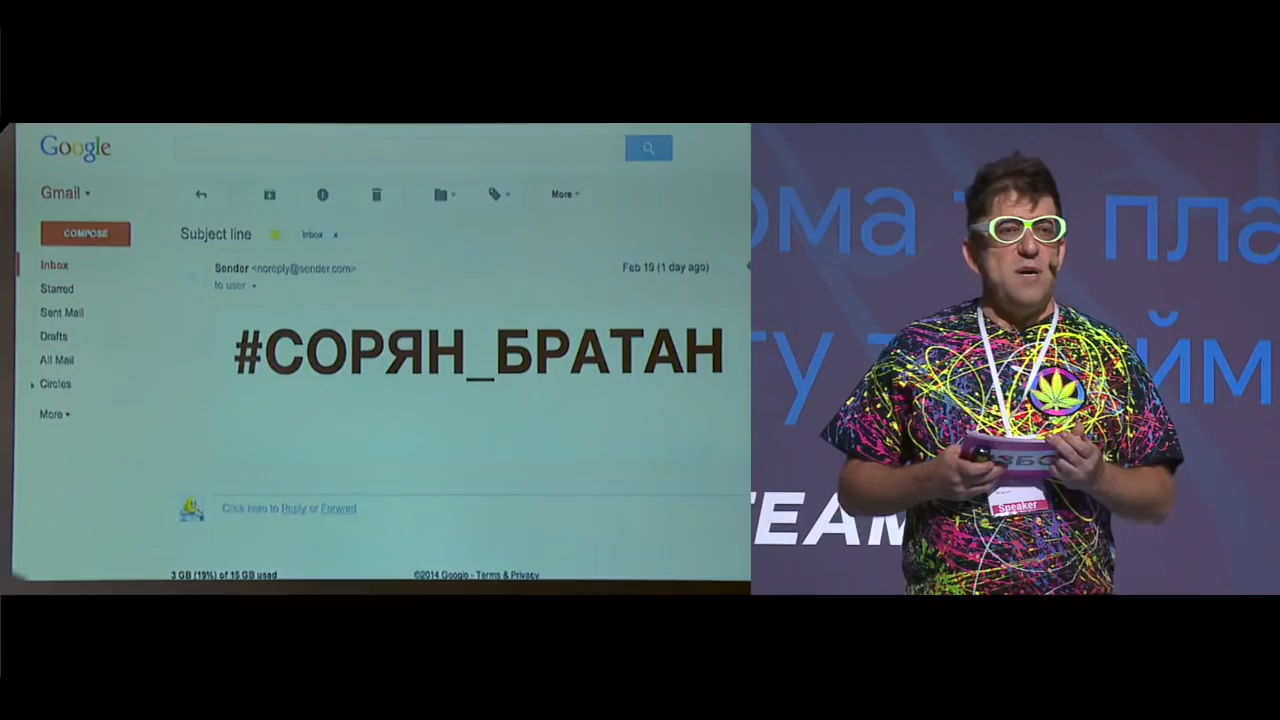 Google
Gmail
More
COMPOSE
Subject line
Inbox x
Inbox
Sender <noreply@sender.com>
Feb 19 (1 day ago)
to user
Starred
Sent Mail
Drafts
All Mail
Circles
More
#СОРЯН_БРАТАН
Click here to Reply or Forward
3 GB (19%) of 15 GB used
©2014 Google - Terms & Privacy
ома
пла
йм
TEAM
Speaker